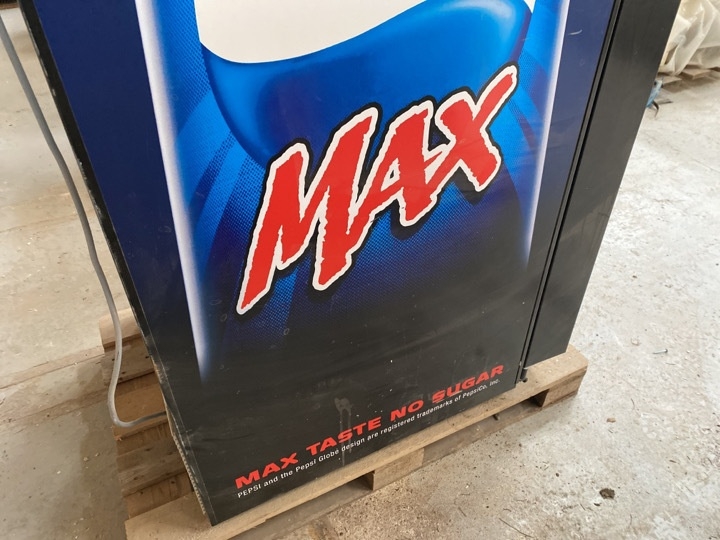 MAX
MAX TASTE NO SUGAR
PEPSI and the Pepsi Globe design are registered trademarks of PepsiCo, Inc.